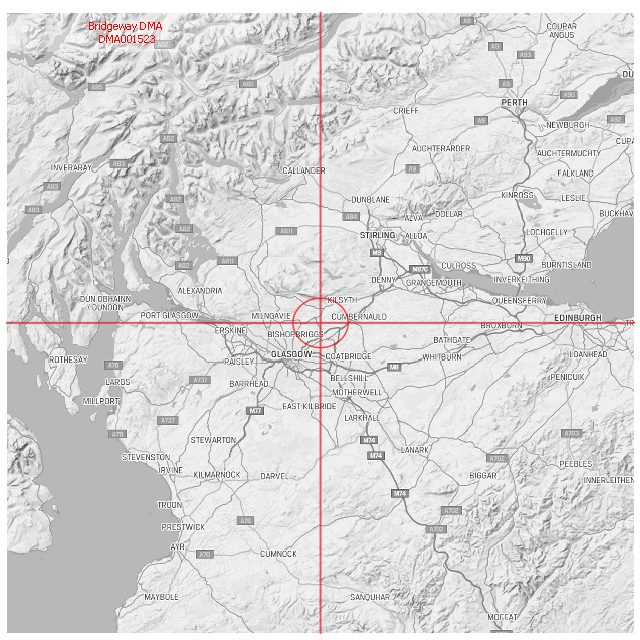 Bridgeway DMA
DMA001523
A9
COUPAR
ANGUS
A9
A93
A85
A85
A9
A90
PERTH
CRIEFF
A9
NEWBURGH
A92
A82
AUCHTERARDER
AUCHTERMUCHTY
INVERARAY
A83
A9
CALLANDER
FALKLAND
A83
KINROSS
LESLIE
A82
DUNBLANE
A83
A84
ALVA
DOLLAR
A82
A811
STIRLING
ALLOA
LOCHGELLY
A811
M9
M90
A82
M876
CULROSS
BURNTISLAND
DENNY
GRANGEMOUTH
INVERKEITHING
ALEXANDRIA
DUN OBHAINN
/ DUNOON
KILSYTH
QUEENSFERRY
PORT GLASGOW
MILNGAVIE
CUMBERNAULD
EDINBURGH
ERSKINE
BISHOPBRIGGS
BROXBURN
BATHGATE
ROTHESAY
PAISLEY
GLASGOW
COATBRIDGE
WHITBURN
LOANHEAD
A78
M8
LARGS
A737
BARRHEAD
BELLSHILL
PENICUIK
MILLPORT
MOTHERWELL
M77
EAST KILBRIDE
A737
LARKHALL
A78
STEWARTON
M74
A703
LANARK
STEVENSTON
M74
A702
PEEBLES
IRVINE
KILMARNOCK
DARVEL
BIGGAR
INNERLEITHEN
M74
TROON
A702
PRESTWICK
A76
A702
AYR
A70
CUMNOCK
MAYBOLE
SANQUHAR
MOFFAT